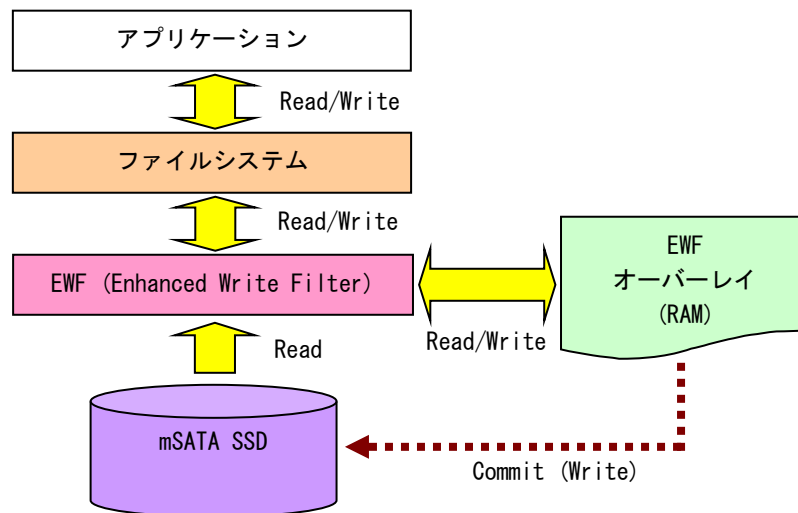 アプリケーション
Read/Write
ファイルシステム
Read/Write
EWF (Enhanced Write Filter)
EWF
オーバーレイ
(RAM)
Read/Write
Read
mSATA SSD
Commit (Write)